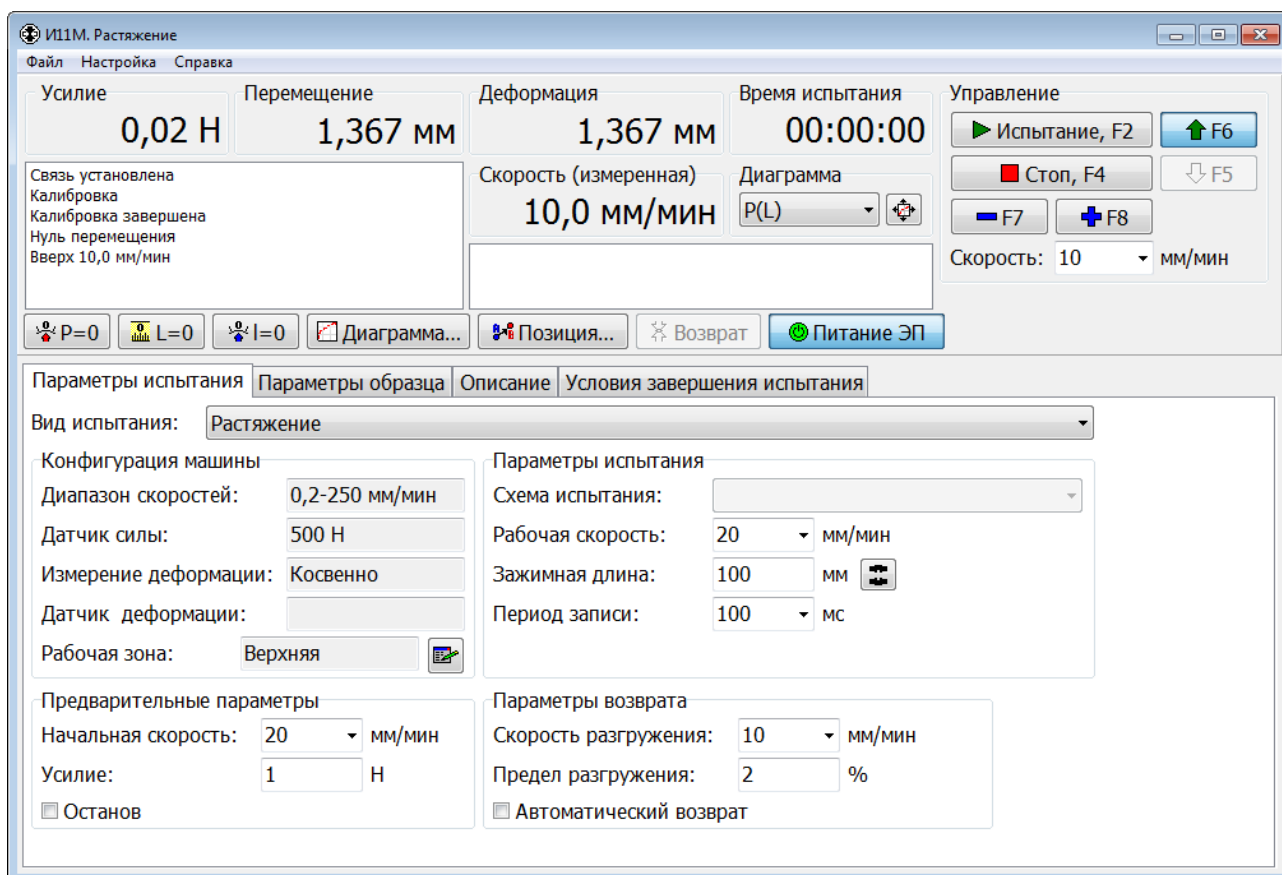 И11М. Растяжение
Файл Настройка Справка
Усилие Перемещение Деформация Время испытания Управление
0,02 Н 1,367 мм 1,367 мм 00:00:00
Испытание, F2 F6
Связь установлена
Калибровка
Калибровка завершена
Нуль перемещения
Вверх 10,0 мм/мин
Скорость (измеренная) Диаграмма
10,0 мм/мин P(L)
Стоп, F4 F5
F7 F8
Скорость: 10 мм/мин
P=0 L=0 l=0 Диаграмма... Позиция... Возврат Питание ЭП
Параметры испытания Параметры образца Описание Условия завершения испытания
Вид испытания: Растяжение
Конфигурация машины
Диапазон скоростей: 0,2-250 мм/мин
Датчик силы: 500 Н
Измерение деформации: Косвенно
Датчик деформации:
Рабочая зона: Верхняя
Параметры испытания
Схема испытания:
Рабочая скорость: 20 мм/мин
Зажимная длина: 100 мм
Период записи: 100 мс
Предварительные параметры
Начальная скорость: 20 мм/мин
Усилие: 1 Н
Останов
Параметры возврата
Скорость разгружения: 10 мм/мин
Предел разгружения: 2 %
Автоматический возврат